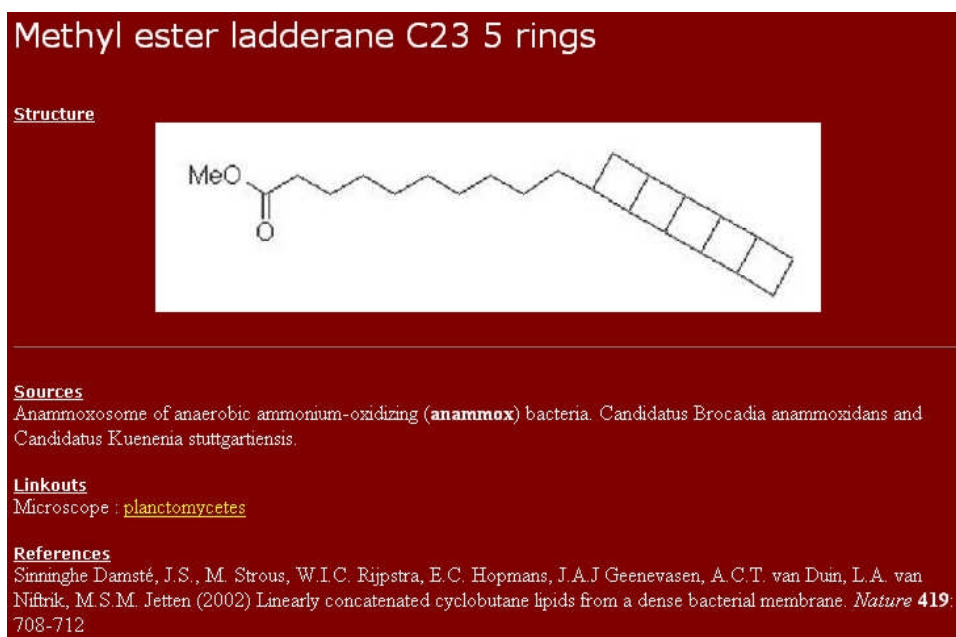 Methyl ester ladderane C23 5 rings
Structure
MeO
O
Sources
Anammoxosome of anaerobic ammonium-oxidizing (anammox) bacteria. Candidatus Brocadia anammoxidans and
Candidatus Kuenenia stuttgartiensis.
Linkouts
Microscope : planctomycetes
References
Sinninghe Damsté, J.S., M. Strous, W.I.C. Rijpstra, E.C. Hopmans, J.A.J Geenevasen, A.C.T. van Duin, L.A. van
Niftrik, M.S.M. Jetten (2002) Linearly concatenated cyclobutane lipids from a dense bacterial membrane. Nature 419:
708-712